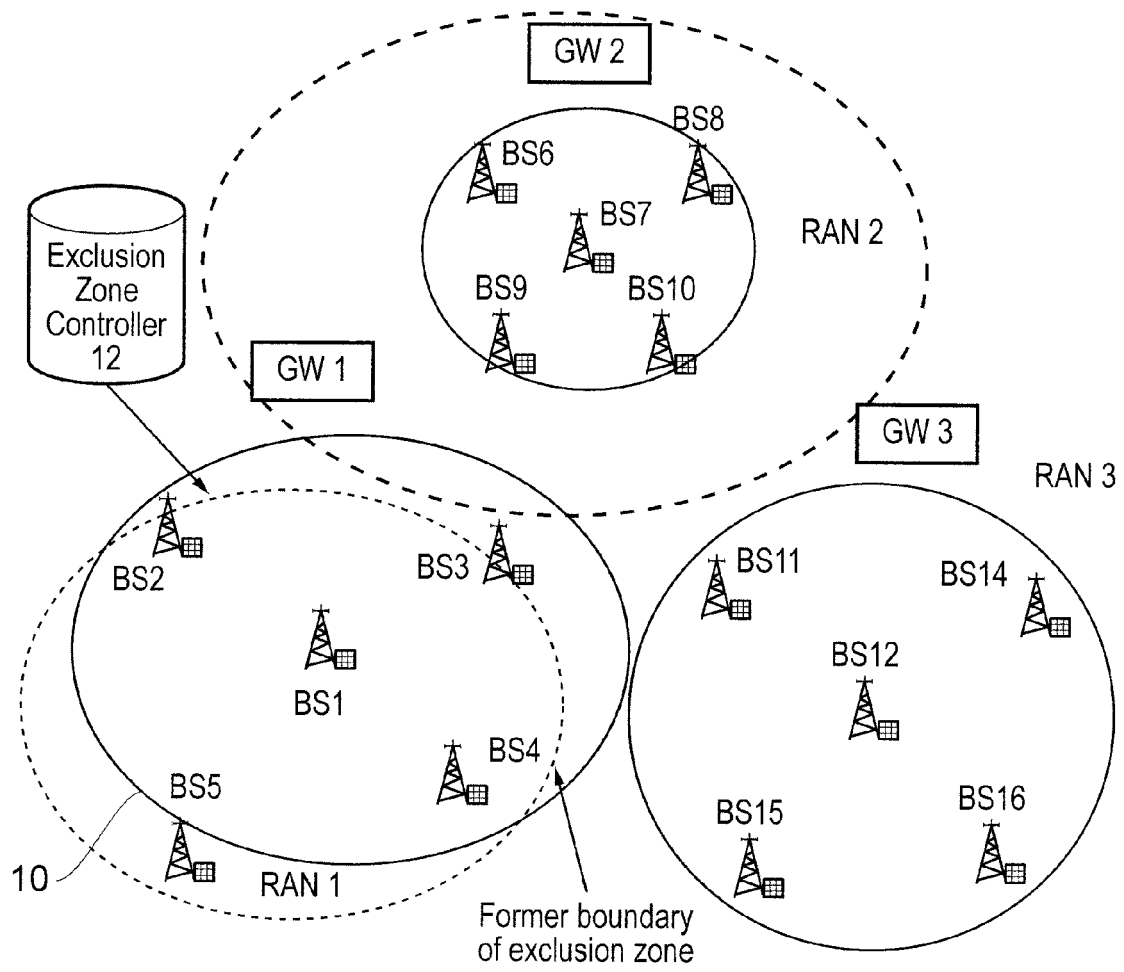 GW 2
BS8
BS6
BS7
RAN 2
Exclusion
Zone
Controller
12
BS9
BS10
GW 1
GW 3
RAN 3
BS2
BS3
BS11
BS14
BS12
BS1
BS4
BS5
BS15
BS16
10
RAN 1
Former boundary
of exclusion zone